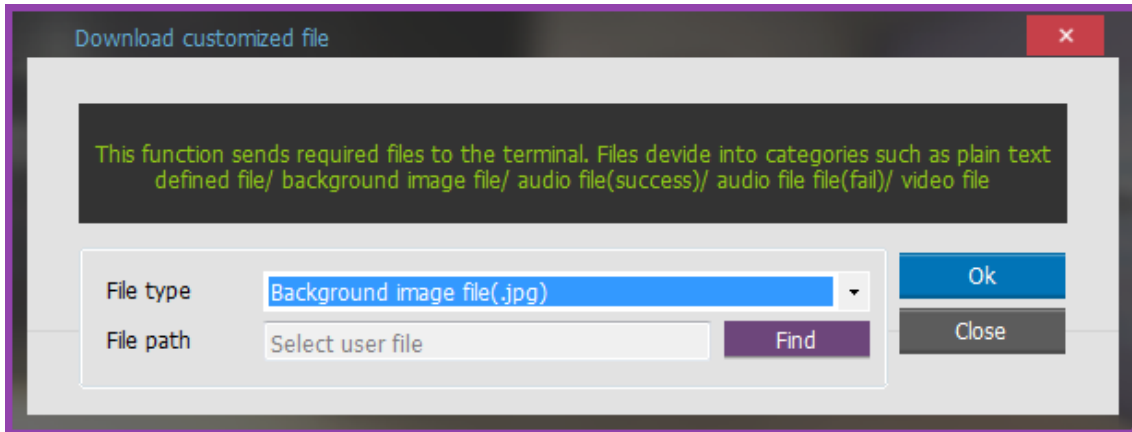 Download customized file
×
This function sends required files to the terminal. Files devide into categories such as plain text
defined file/ background image file/ audio file(success)/ audio file file(fail)/ video file
File type
Background image file(.jpg)
Ok
File path
Select user file
Find
Close